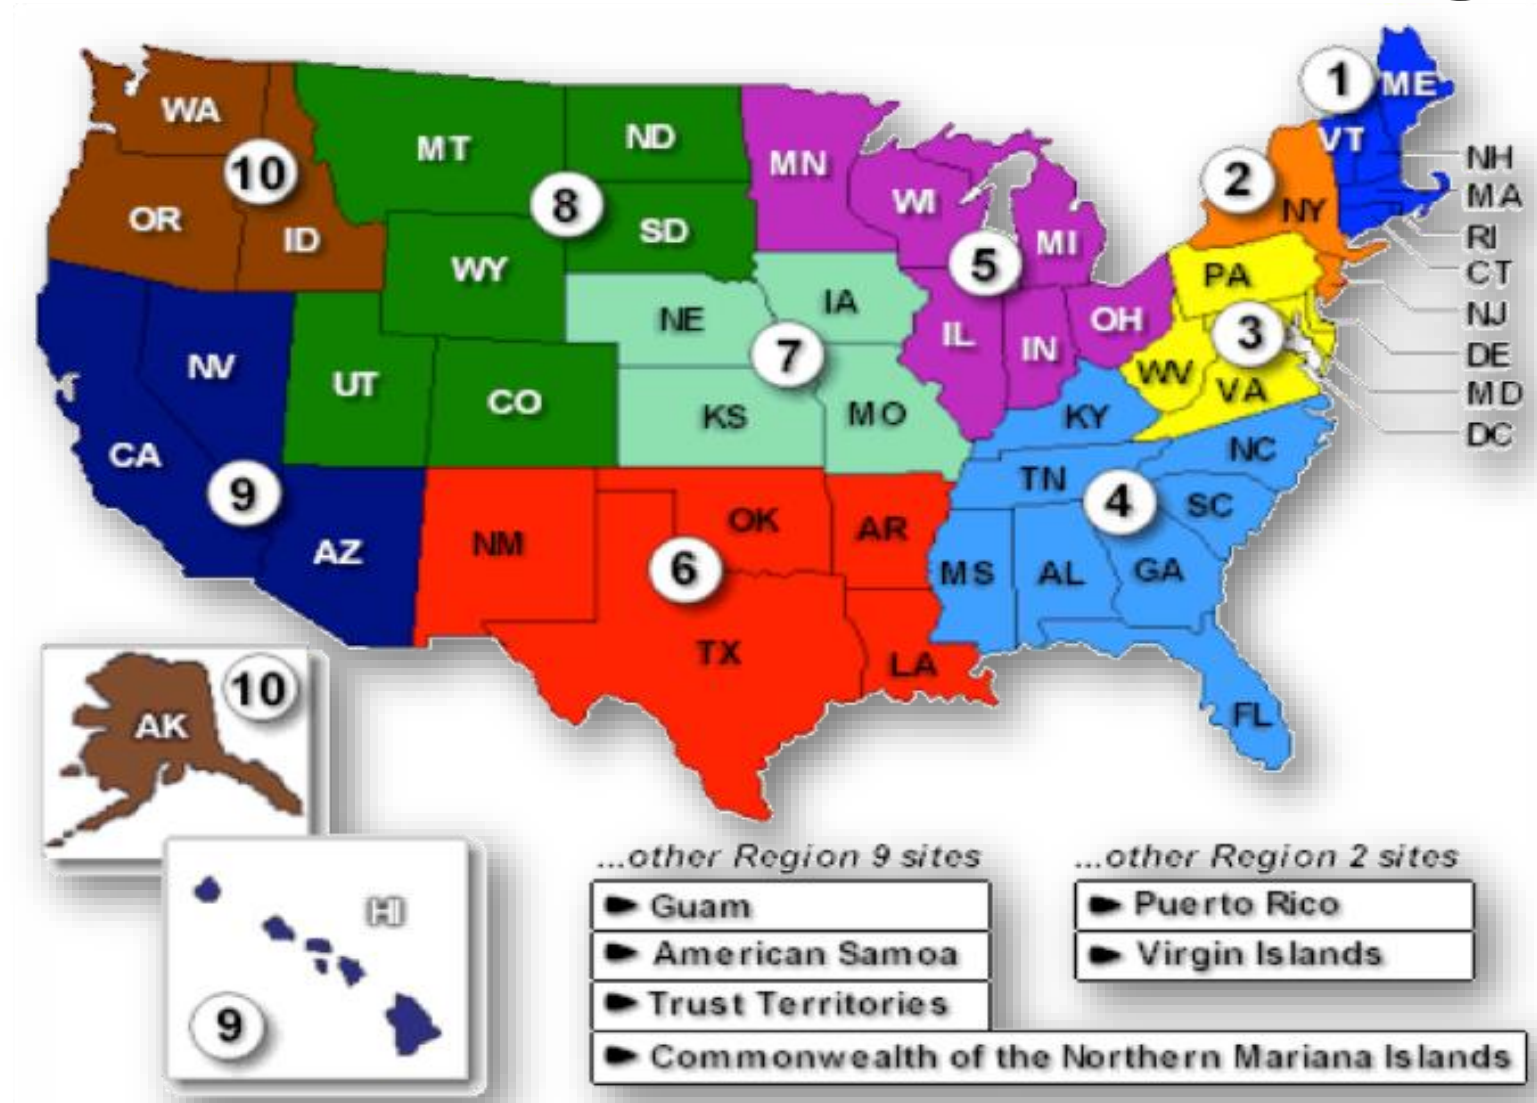 1
ME
WA
VT
MT
ND
MN
NH
10
2
MA
8
WI
NY
OR
SD
RI
ID
MI
5
CT
WY
PA
IA
NJ
NE
OH
IL
3
7
IN
DE
NV
WV
UT
VA
MD
CO
KS
MO
KY
DC
CA
NC
TN
9
4
SC
OK
AR
NM
AZ
6
MS
AL
GA
TX
LA
10
FL
AK
...other Region 9 sites
Guam
American Samoa
Trust Territories
Commonwealth of the Northern Mariana Islands
...other Region 2 sites
Puerto Rico
Virgin Islands
HI
9